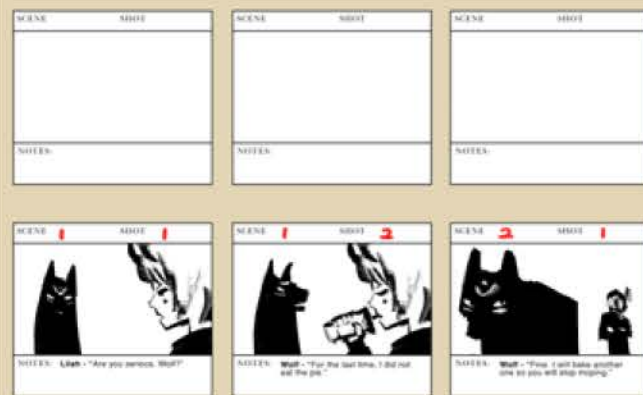 SCENE SHOT SCENE SHOT SCENE SHOT
NOTES: NOTES: NOTES:
SCENE 1 SHOT 1 SCENE 1 SHOT 2 SCENE 2 SHOT 1
NOTES: Lilah - "Are you serious, Wolf?"
NOTES: Wolf - "For the last time, I did not
eat the pie."
NOTES: Wolf - "Fine. I will bake another
one so you will stop moping."